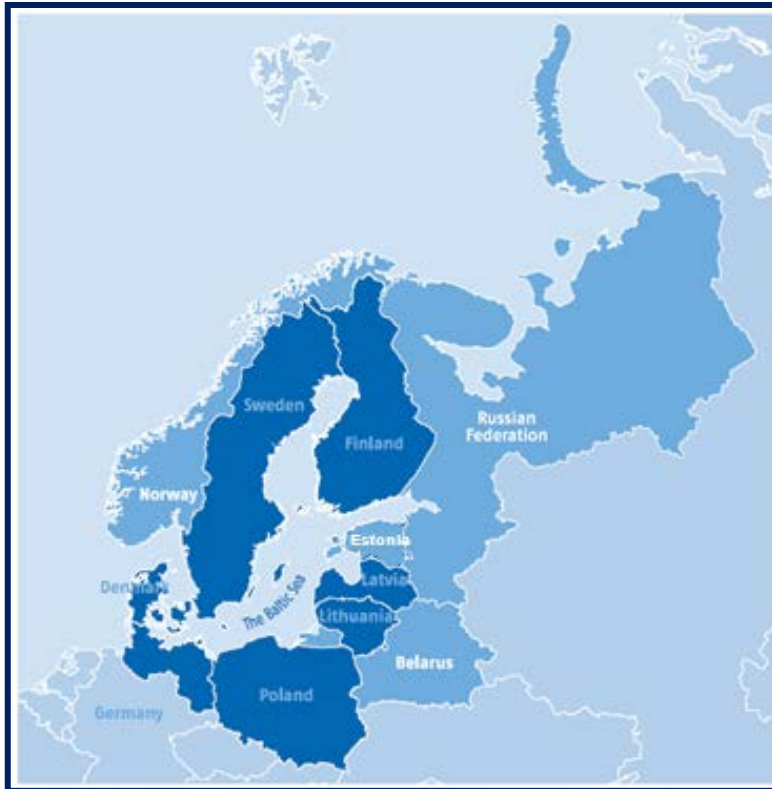 Sweden
Finland
Russian
Federation
Norway
Estonia
Denmark
Latvia
The Baltic Sea
Lithuania
Belarus
Poland
Germany